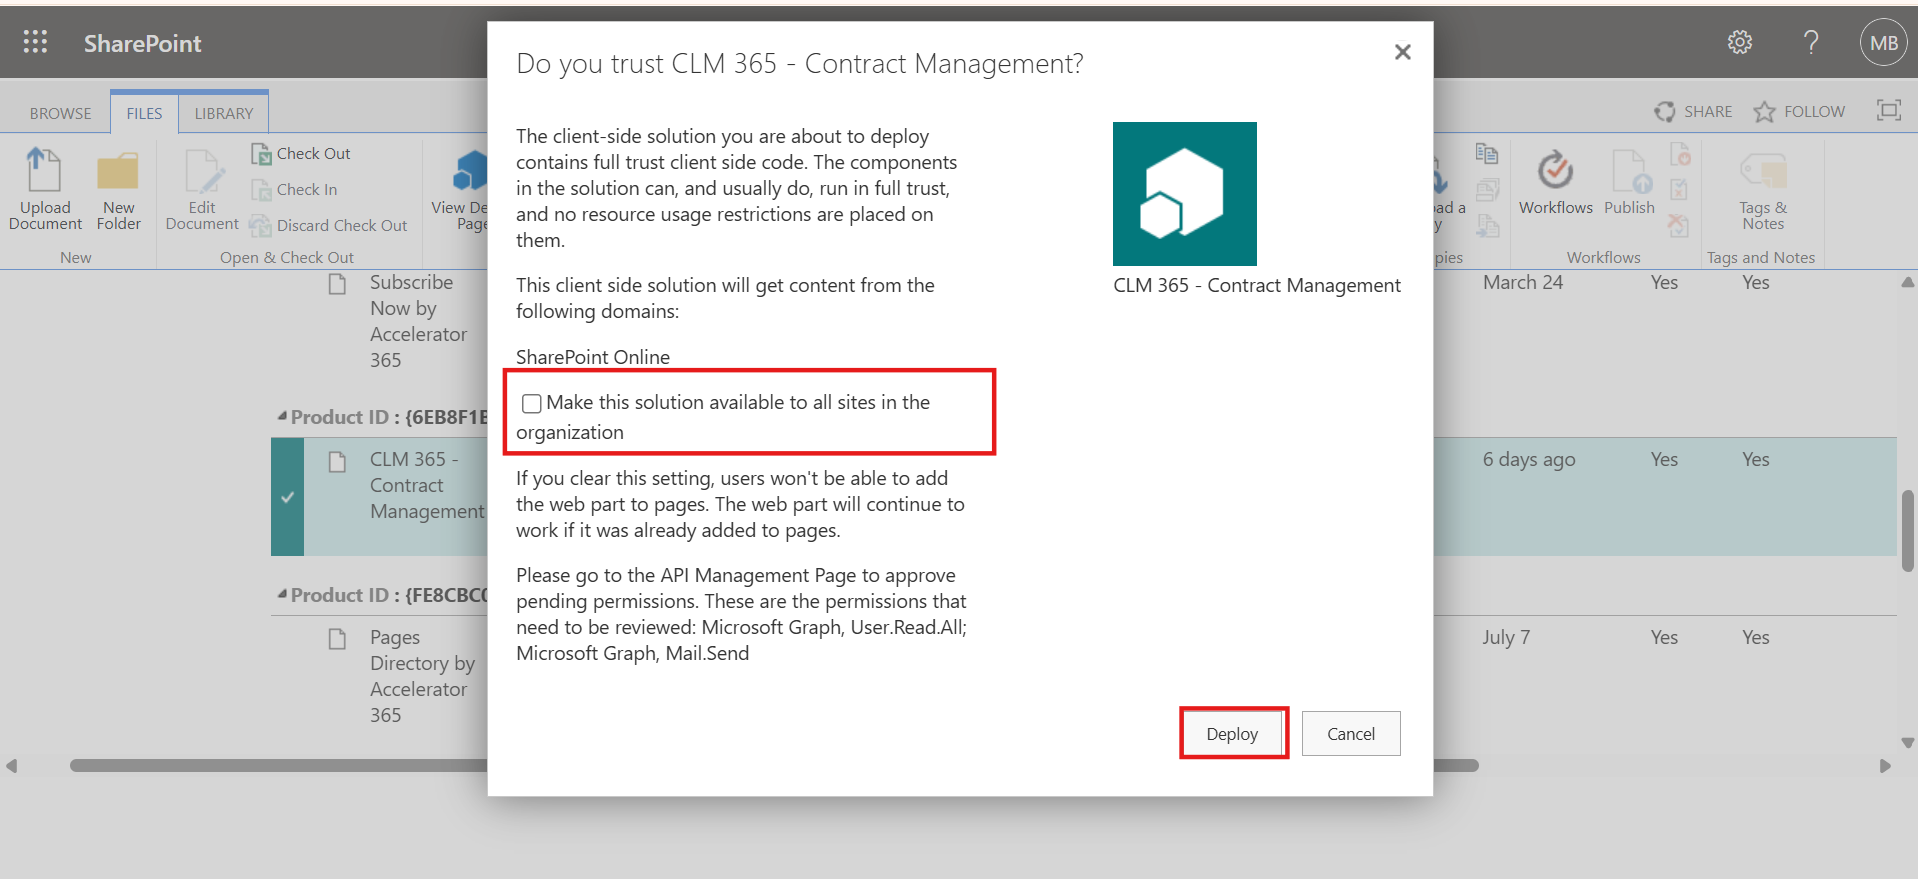 SharePoint
MB
BROWSE
FILES
LIBRARY
SHARE
FOLLOW
Upload
Document
New
Folder
New
Edit
Document
Check Out
Check In
Discard Check Out
Open & Check Out
View De
Page
ad a
y
pies
Workflows
Publish
Workflows
Tags &
Notes
Tags and Notes
Subscribe
Now by
Accelerator
365
March 24
Yes
Yes
Product ID : {6EB8F1E
CLM 365 -
Contract
Management
6 days ago
Yes
Yes
Product ID : {FE8CBC0
Pages
Directory by
Accelerator
365
July 7
Yes
Yes
Do you trust CLM 365 - Contract Management?
The client-side solution you are about to deploy
contains full trust client side code. The components
in the solution can, and usually do, run in full trust,
and no resource usage restrictions are placed on
them.
This client side solution will get content from the
following domains:
SharePoint Online
Make this solution available to all sites in the
organization
If you clear this setting, users won't be able to add
the web part to pages. The web part will continue to
work if it was already added to pages.
Please go to the API Management Page to approve
pending permissions. These are the permissions that
need to be reviewed: Microsoft Graph, User.Read.All;
Microsoft Graph, Mail.Send
CLM 365 - Contract Management
Deploy
Cancel